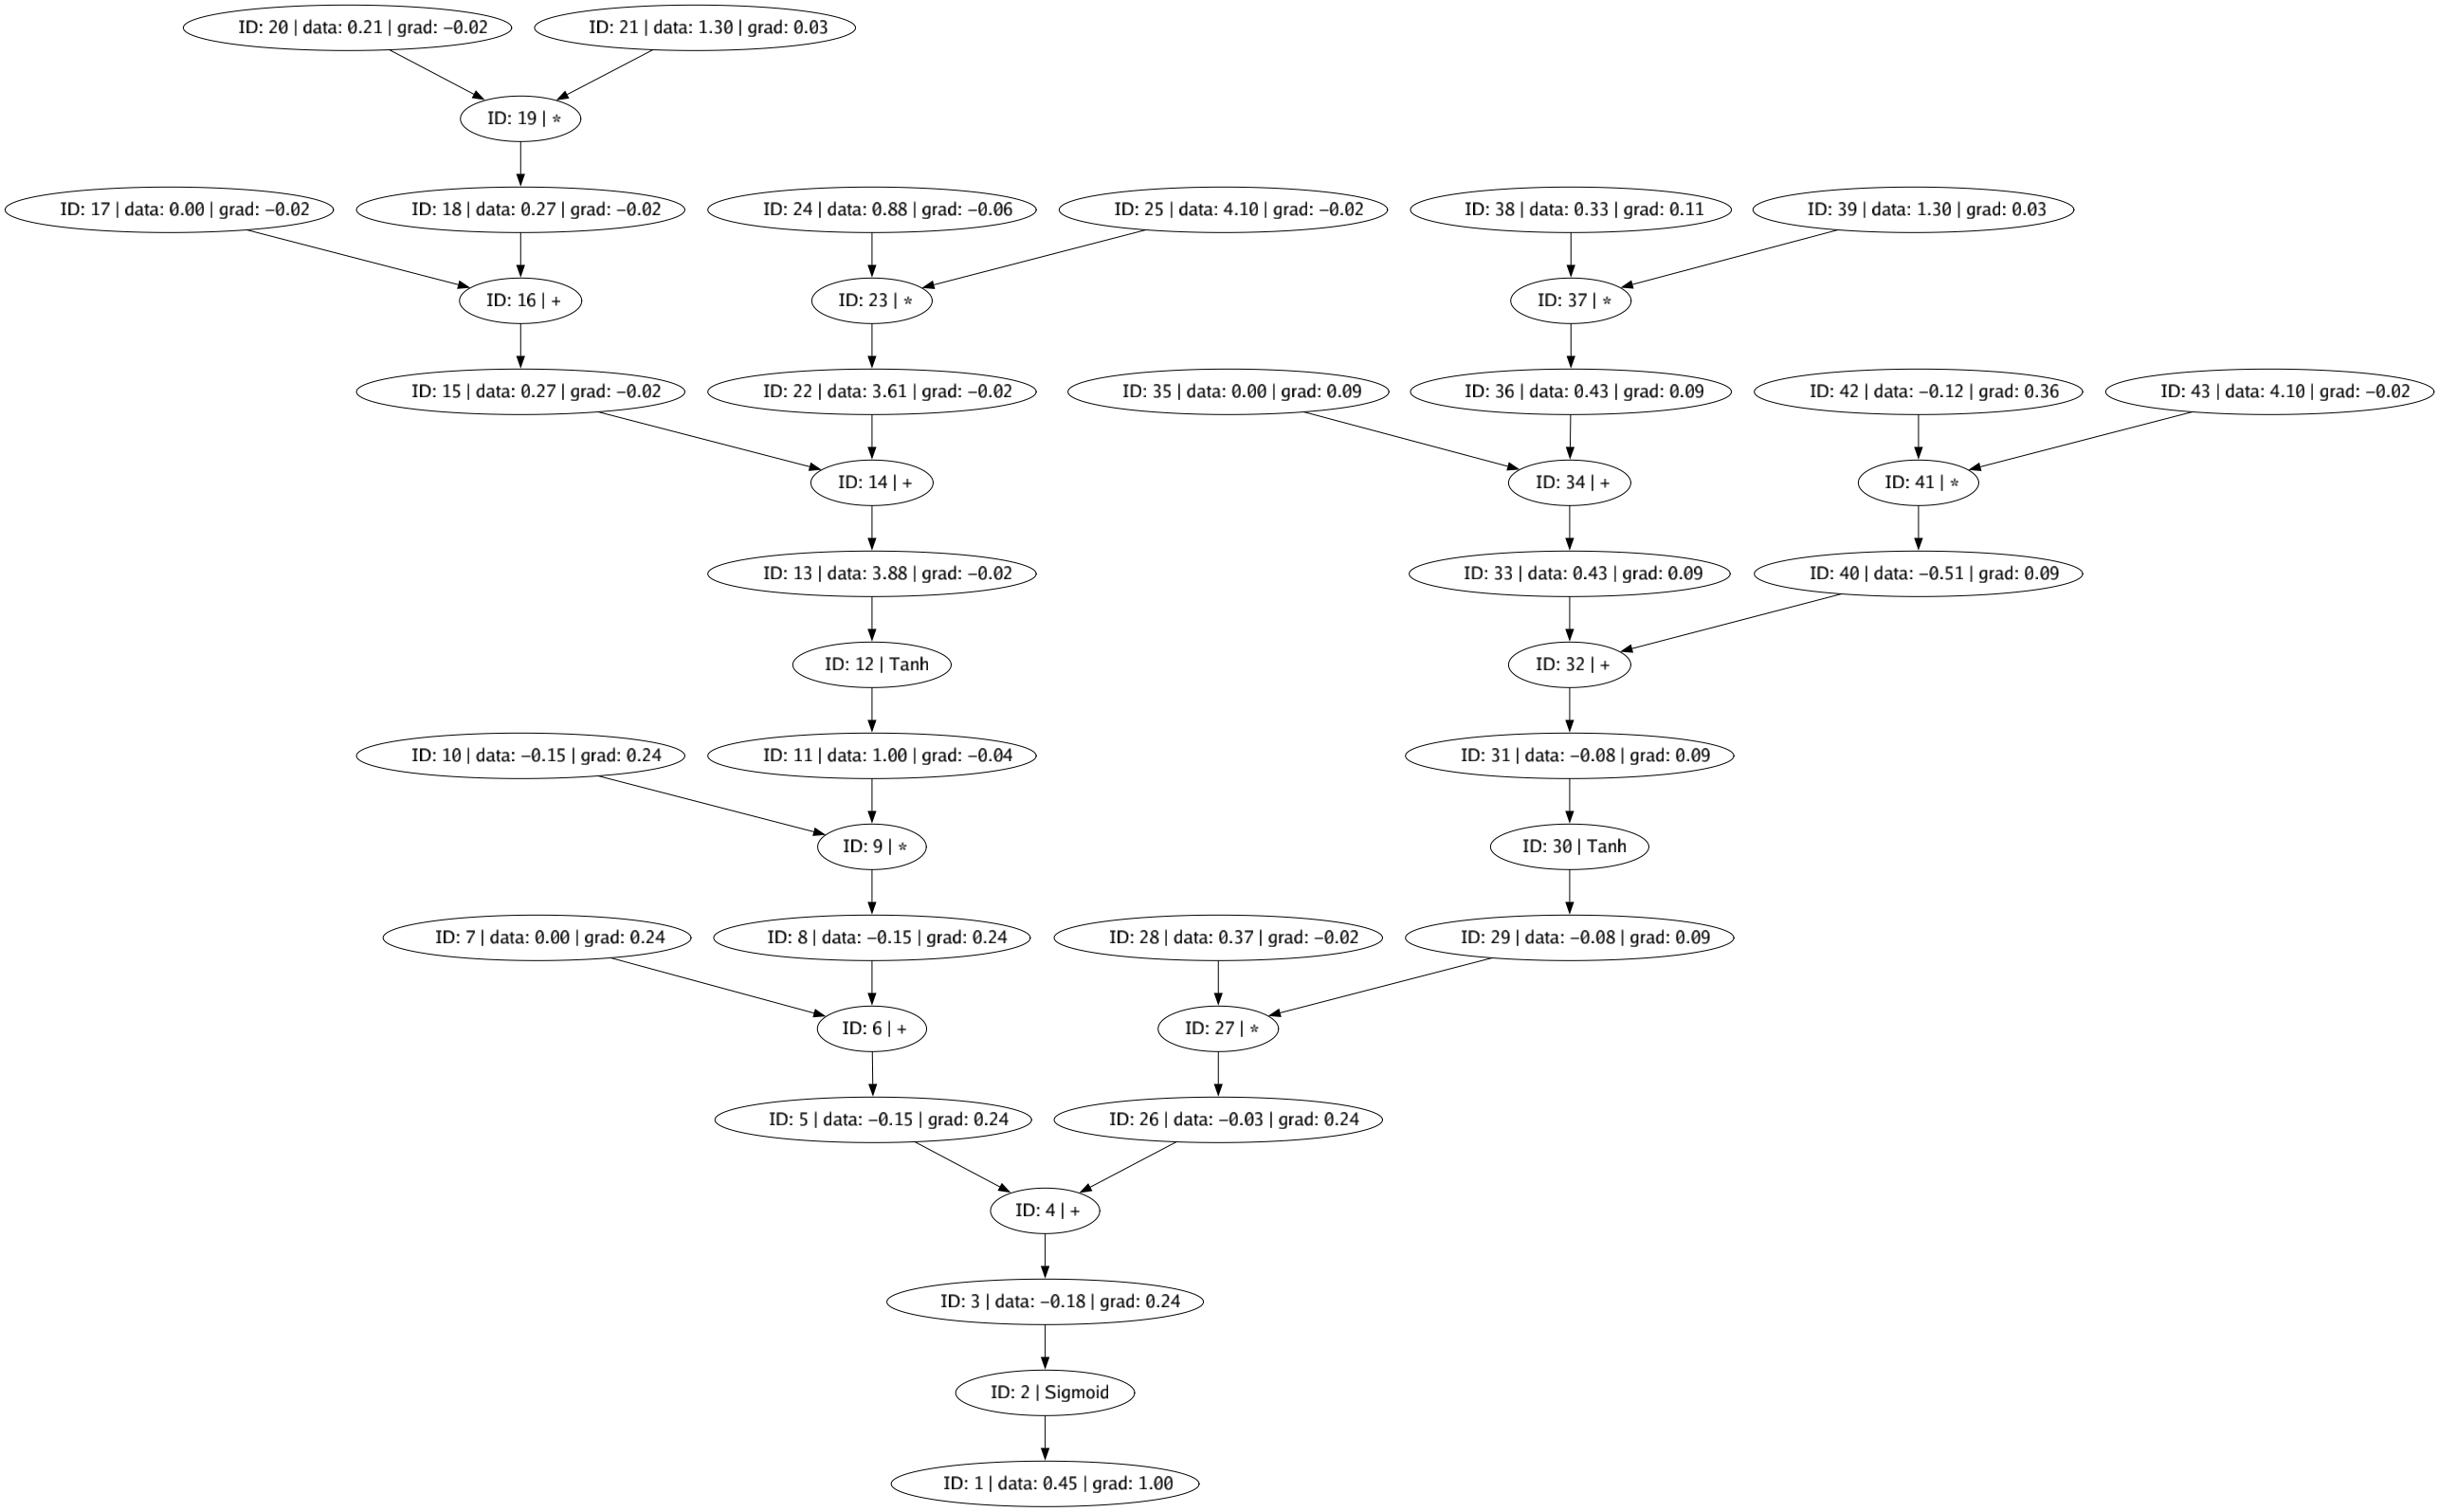 ID: 20 | data: 0.21 | grad: −0.02
ID: 21 | data: 1.30 | grad: 0.03
ID: 19 | *
ID: 17 | data: 0.00 | grad: −0.02
ID: 18 | data: 0.27 | grad: −0.02
ID: 24 | data: 0.88 | grad: −0.06
ID: 25 | data: 4.10 | grad: −0.02
ID: 38 | data: 0.33 | grad: 0.11
ID: 39 | data: 1.30 | grad: 0.03
ID: 16 | +
ID: 23 | *
ID: 37 | *
ID: 15 | data: 0.27 | grad: −0.02
ID: 22 | data: 3.61 | grad: −0.02
ID: 35 | data: 0.00 | grad: 0.09
ID: 36 | data: 0.43 | grad: 0.09
ID: 42 | data: −0.12 | grad: 0.36
ID: 43 | data: 4.10 | grad: −0.02
ID: 14 | +
ID: 34 | +
ID: 41 | *
ID: 13 | data: 3.88 | grad: −0.02
ID: 33 | data: 0.43 | grad: 0.09
ID: 40 | data: −0.51 | grad: 0.09
ID: 12 | Tanh
ID: 32 | +
ID: 10 | data: −0.15 | grad: 0.24
ID: 11 | data: 1.00 | grad: −0.04
ID: 31 | data: −0.08 | grad: 0.09
ID: 9 | *
ID: 30 | Tanh
ID: 7 | data: 0.00 | grad: 0.24
ID: 8 | data: −0.15 | grad: 0.24
ID: 28 | data: 0.37 | grad: −0.02
ID: 29 | data: −0.08 | grad: 0.09
ID: 6 | +
ID: 27 | *
ID: 5 | data: −0.15 | grad: 0.24
ID: 26 | data: −0.03 | grad: 0.24
ID: 4 | +
ID: 3 | data: −0.18 | grad: 0.24
ID: 2 | Sigmoid
ID: 1 | data: 0.45 | grad: 1.00